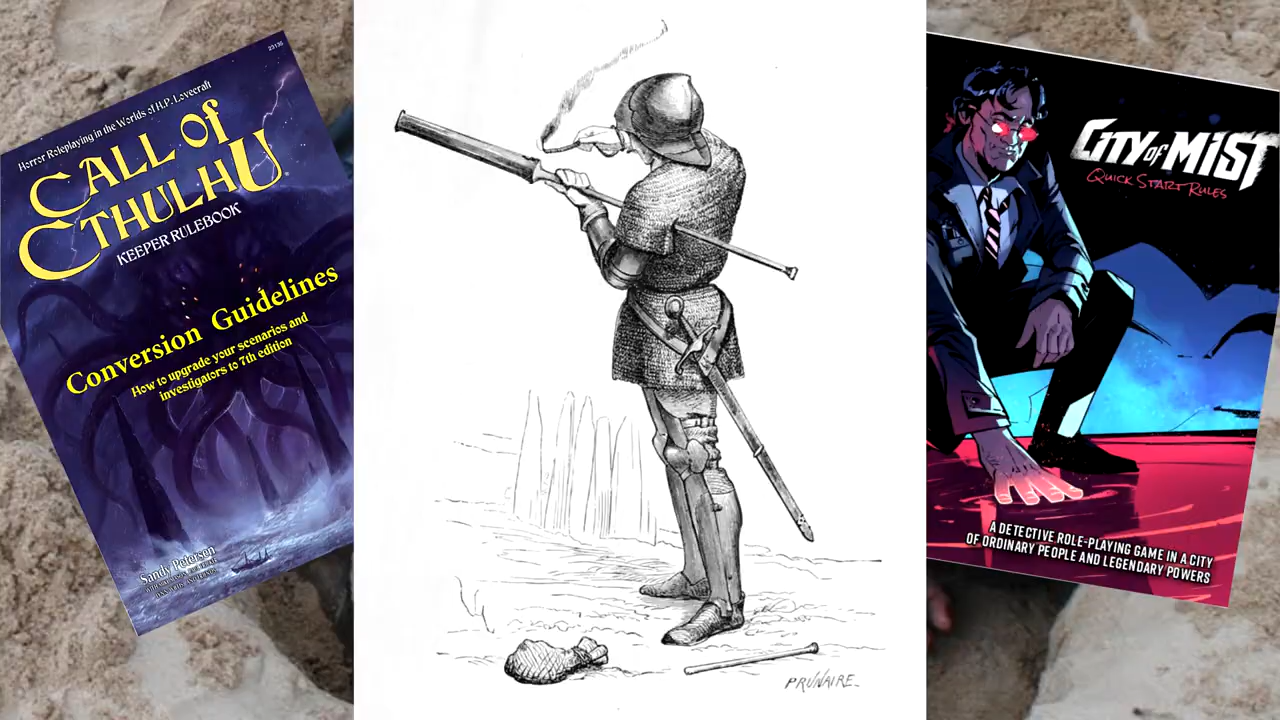 23135
Horror Roleplaying in the Worlds of H.P. Lovecraft
CALL of
CTHULHU
KEEPER RULEBOOK
Conversion Guidelines
How to upgrade your scenarios and
investigators to 7th edition
Sandy Petersen
PRUNAIRE
CITY of MIST
QUICK START RULES
A DETECTIVE ROLE-PLAYING GAME IN A CITY
OF ORDINARY PEOPLE AND LEGENDARY POWERS